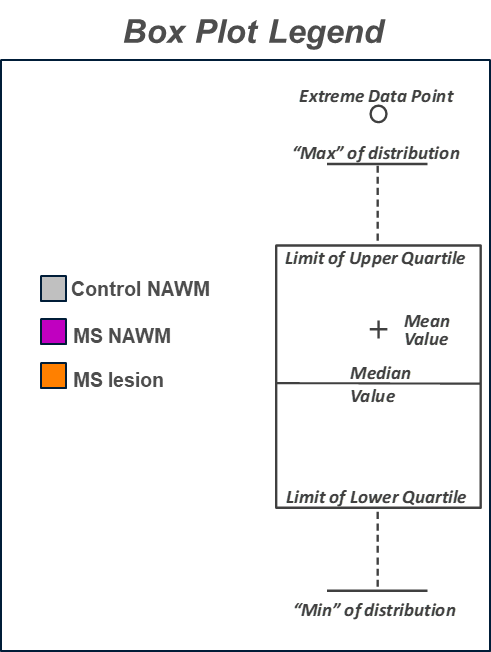 Box Plot Legend
Extreme Data Point
“Max” of distribution
Limit of Upper Quartile
Control NAWM
MS NAWM
MS lesion
Mean
Value
Median
Value
Limit of Lower Quartile
“Min” of distribution